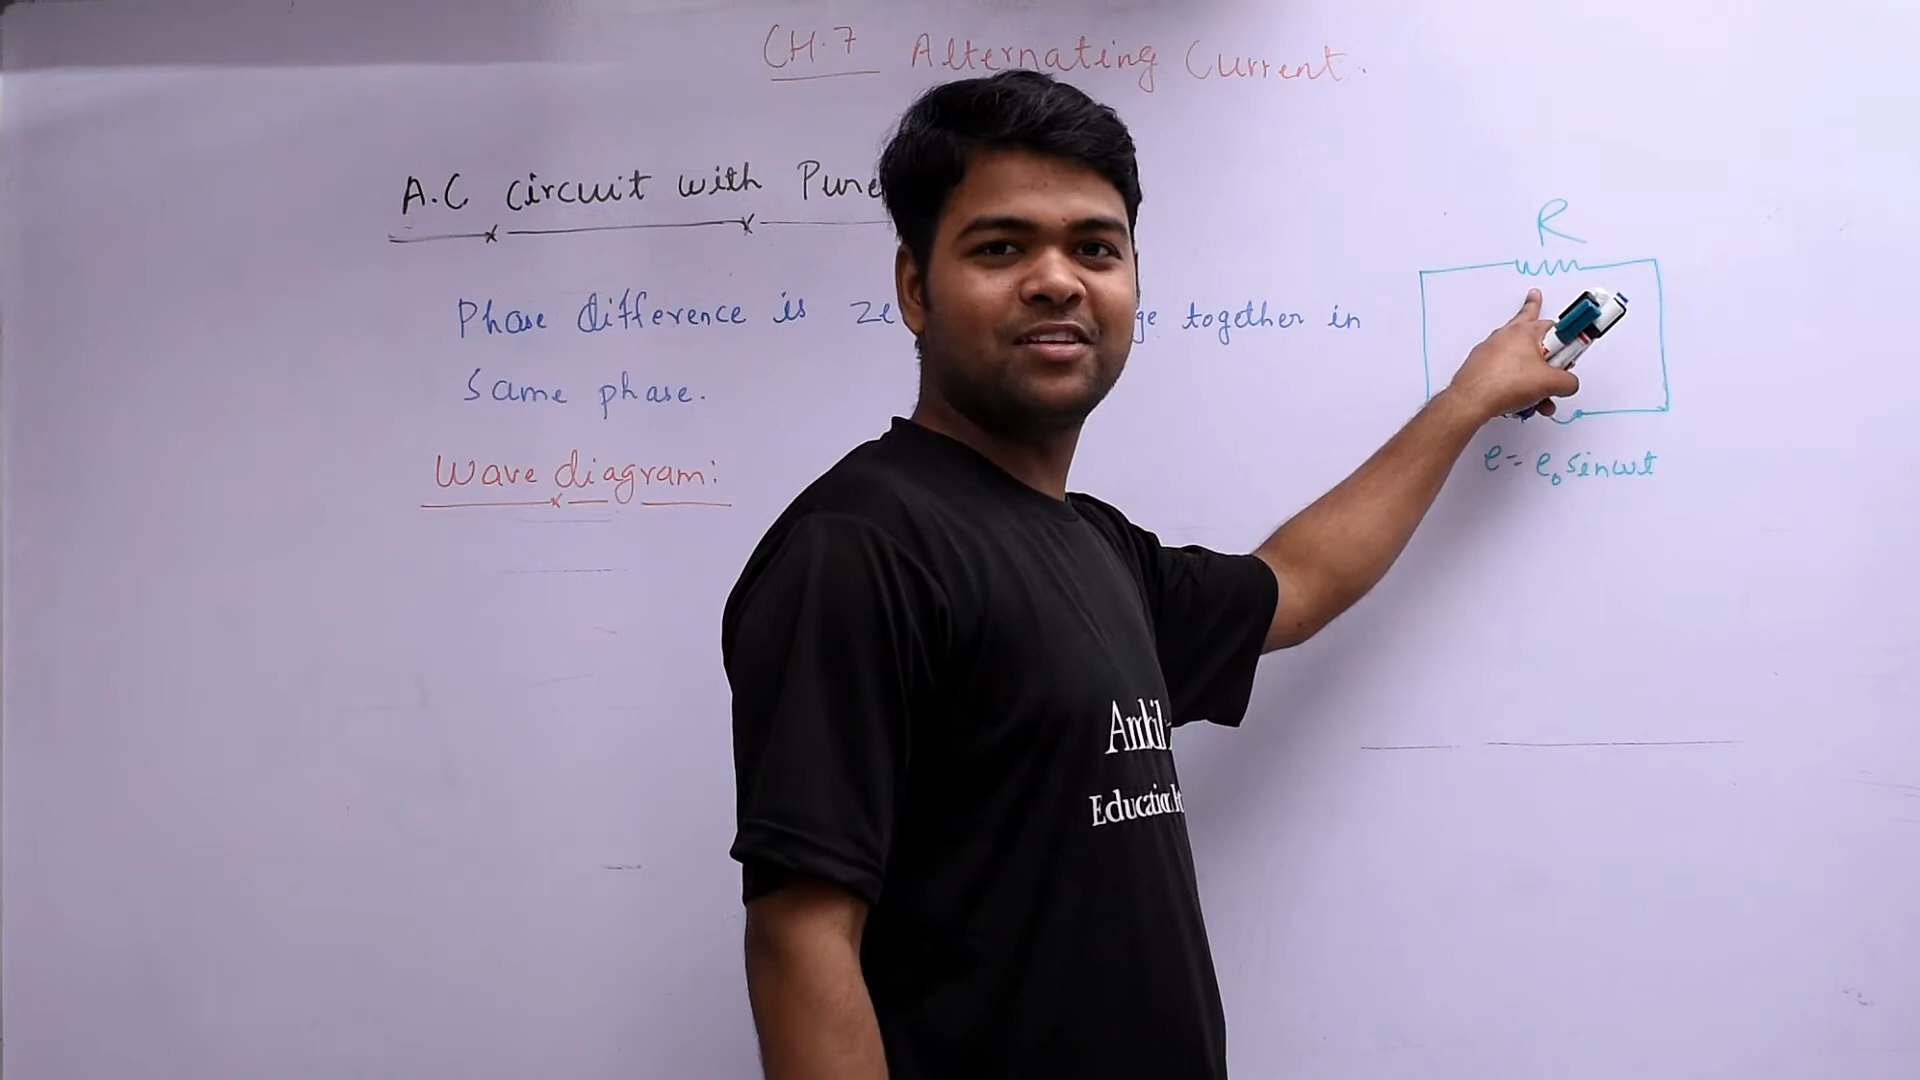 CH.7 Alternating Current.
A.C circuit with Pure
R
Phase difference is ze ge together in
Same phase.
e = e₀ sinωt
Wave diagram:
Education